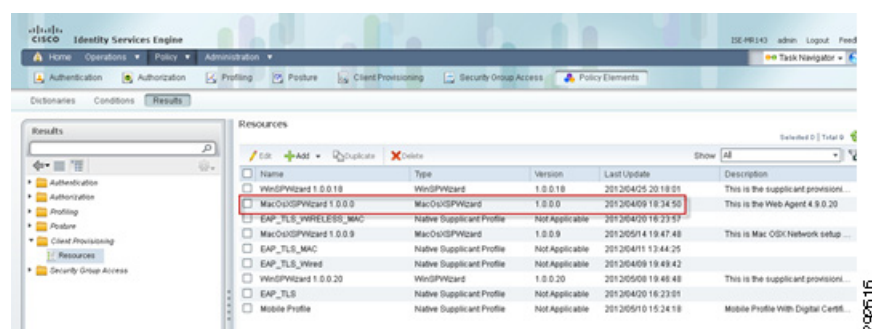 cisco Identity Services Engine ISE-MR143 admin Logout Feed
Home Operations Policy Administration Task Navigator
Authentication Authorization Profiling Posture Client Provisioning Security Group Access Policy Elements
Dictionaries Conditions Results
Results
Authentication
Authorization
Profiling
Posture
Client Provisioning
Resources
Security Group Access
Resources
Selected 0 | Total 9
Edit Add Duplicate Delete Show All
Name Type Version Last Update Description
WinSPWizard 1.0.0.18 WinSPWizard 1.0.0.18 2012/04/25 20:18:01 This is the supplicant provisioni...
MacOsXSPWizard 1.0.0.0 MacOsXSPWizard 1.0.0.0 2012/04/09 18:34:50 This is the Web Agent 4.9.0.20
EAP_TLS_WIRELESS_MAC Native Supplicant Profile Not Applicable 2012/04/20 16:23:57
MacOsXSPWizard 1.0.0.9 MacOsXSPWizard 1.0.0.9 2012/05/14 19:47:48 This is Mac OSX Network setup ...
EAP_TLS_MAC Native Supplicant Profile Not Applicable 2012/04/11 13:44:25
EAP_TLS_Wired Native Supplicant Profile Not Applicable 2012/04/09 19:49:42
WinSPWizard 1.0.0.20 WinSPWizard 1.0.0.20 2012/05/08 19:46:48 This is the supplicant provisioni...
EAP_TLS Native Supplicant Profile Not Applicable 2012/04/20 16:23:01
Mobile Profile Native Supplicant Profile Not Applicable 2012/05/10 15:24:18 Mobile Profile With Digital Certifi...
292616